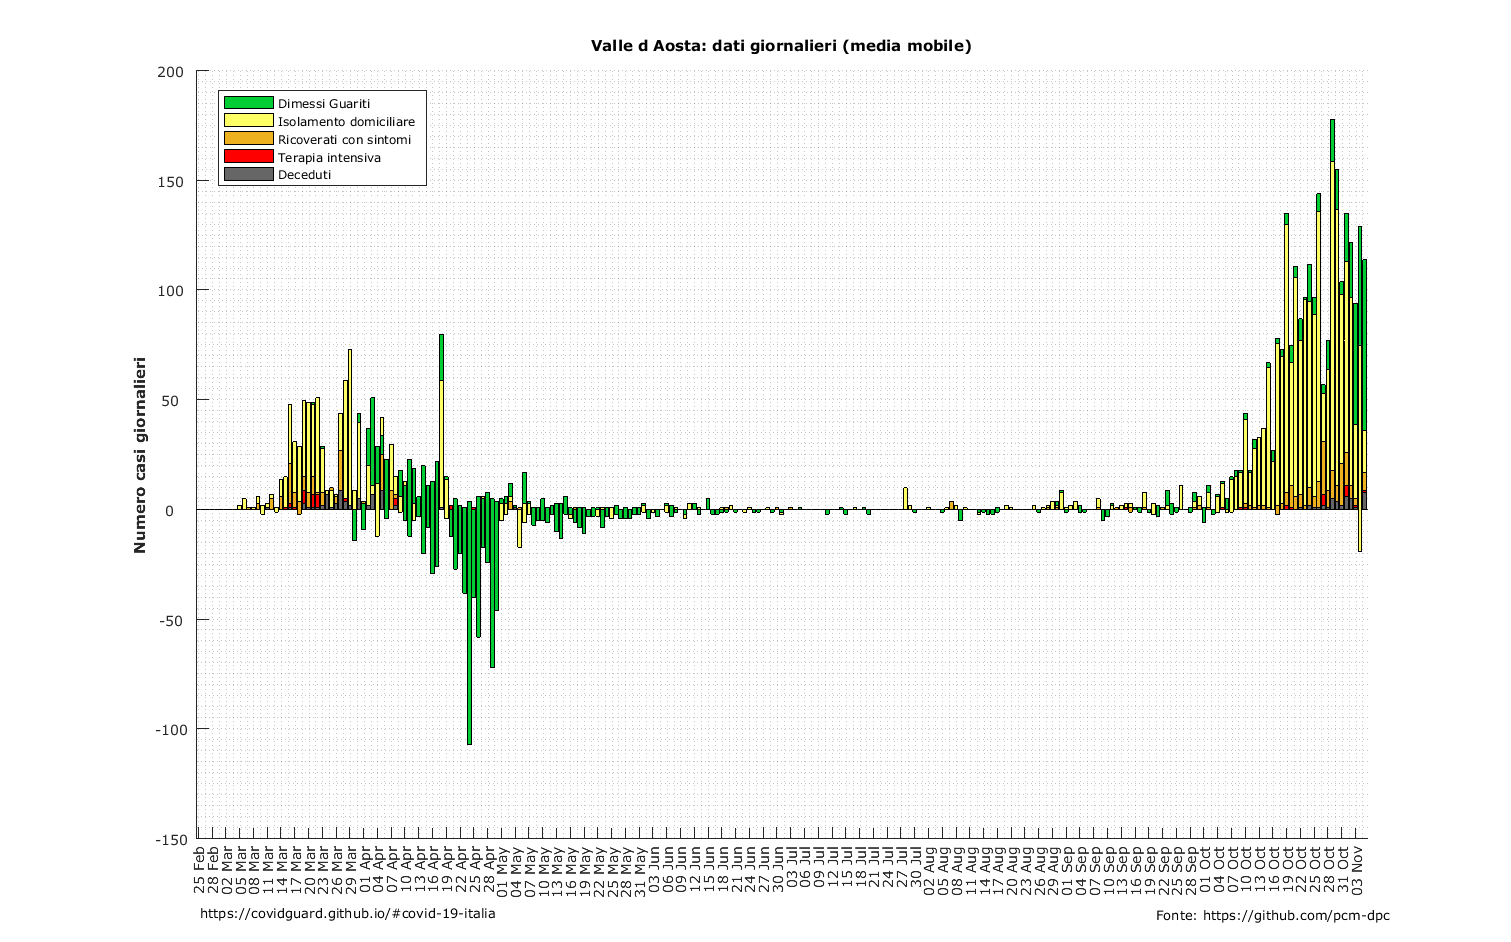 Valle d Aosta: dati giornalieri (media mobile)
200
150
100
50
0
-50
-100
-150
Numero casi giornalieri
Dimessi Guariti
Isolamento domiciliare
Ricoverati con sintomi
Terapia intensiva
Deceduti
25 Feb
28 Feb
02 Mar
05 Mar
08 Mar
11 Mar
14 Mar
17 Mar
20 Mar
23 Mar
26 Mar
29 Mar
01 Apr
04 Apr
07 Apr
10 Apr
13 Apr
16 Apr
19 Apr
22 Apr
25 Apr
28 Apr
01 May
04 May
07 May
10 May
13 May
16 May
19 May
22 May
25 May
28 May
31 May
03 Jun
06 Jun
09 Jun
12 Jun
15 Jun
18 Jun
21 Jun
24 Jun
27 Jun
30 Jun
03 Jul
06 Jul
09 Jul
12 Jul
15 Jul
18 Jul
21 Jul
24 Jul
27 Jul
30 Jul
02 Aug
05 Aug
08 Aug
11 Aug
14 Aug
17 Aug
20 Aug
23 Aug
26 Aug
29 Aug
01 Sep
04 Sep
07 Sep
10 Sep
13 Sep
16 Sep
19 Sep
22 Sep
25 Sep
28 Sep
01 Oct
04 Oct
07 Oct
10 Oct
13 Oct
16 Oct
19 Oct
22 Oct
25 Oct
28 Oct
31 Oct
03 Nov
https://covidguard.github.io/#covid-19-italia
Fonte: https://github.com/pcm-dpc